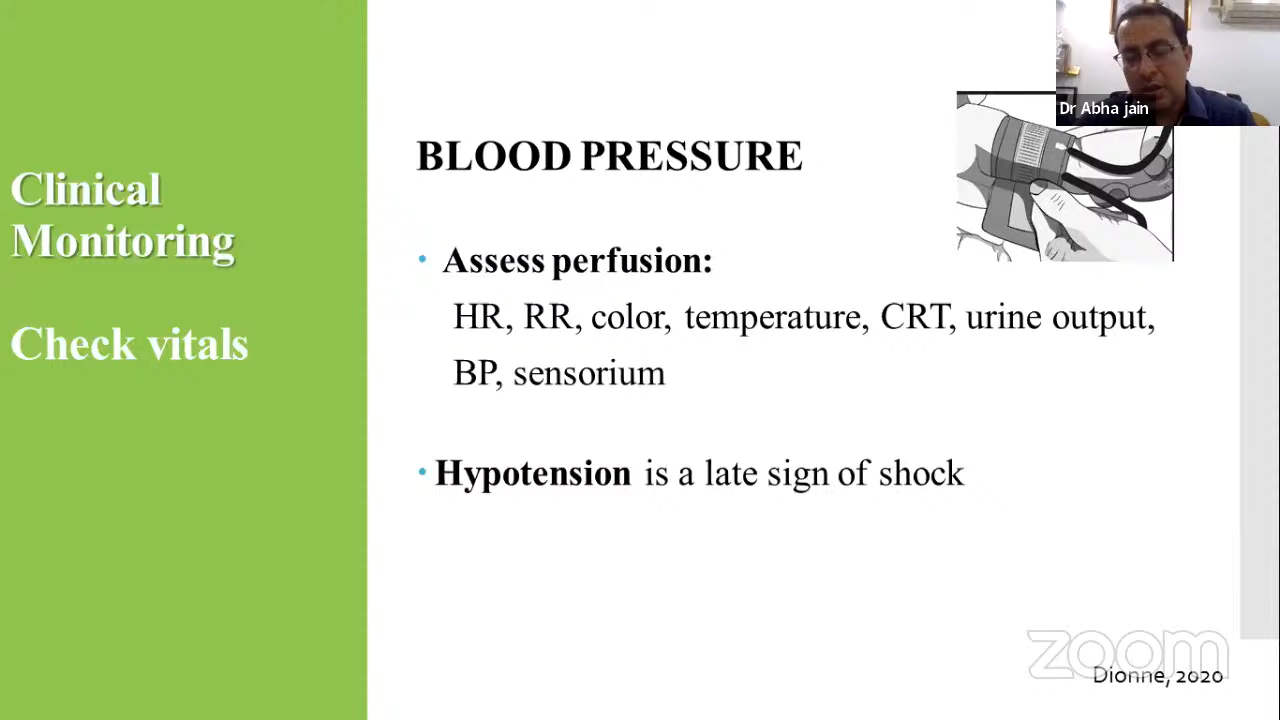 Dr Abha jain
Clinical
Monitoring
Check vitals
BLOOD PRESSURE
• Assess perfusion:
HR, RR, color, temperature, CRT, urine output,
BP, sensorium
• Hypotension is a late sign of shock
zoom
Dionne, 2020